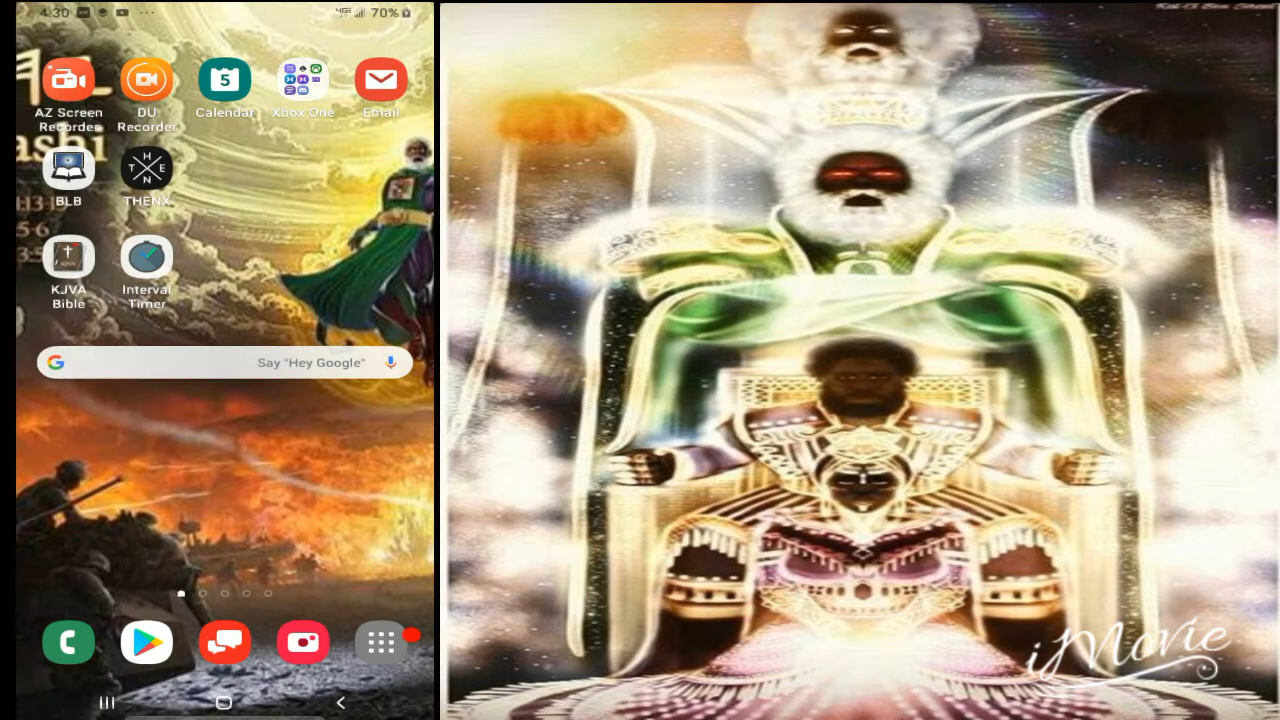 4:30
70%
5
AZ Screen Recorder
DU Recorder
Calendar
Xbox One
Email
ashi
BLB
H
T E
N
THENX
KJVA Bible
Interval Timer
G
Say "Hey Google"
iMovie